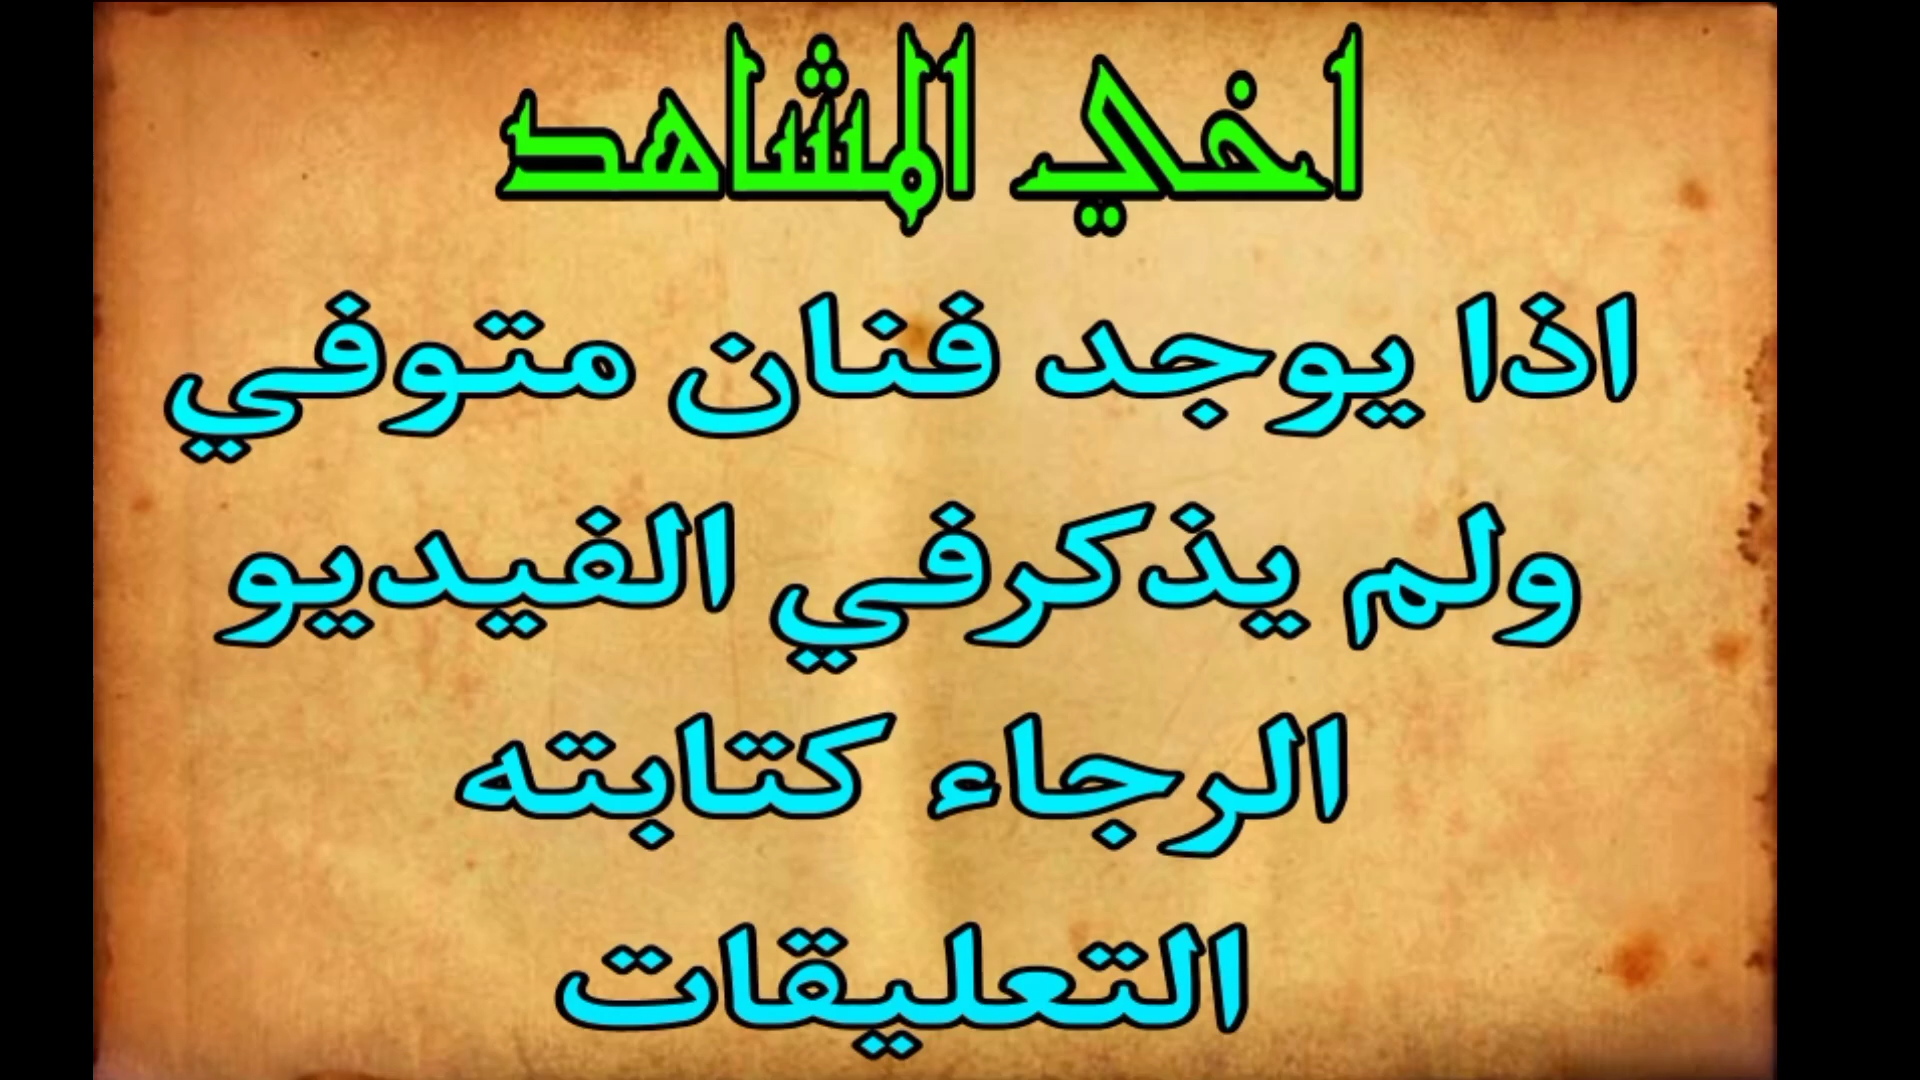 اخي المشاهد
اذا يوجد فنان متوفي
ولم يذكرفي الفيديو
الرجاء كتابته
التعليقات